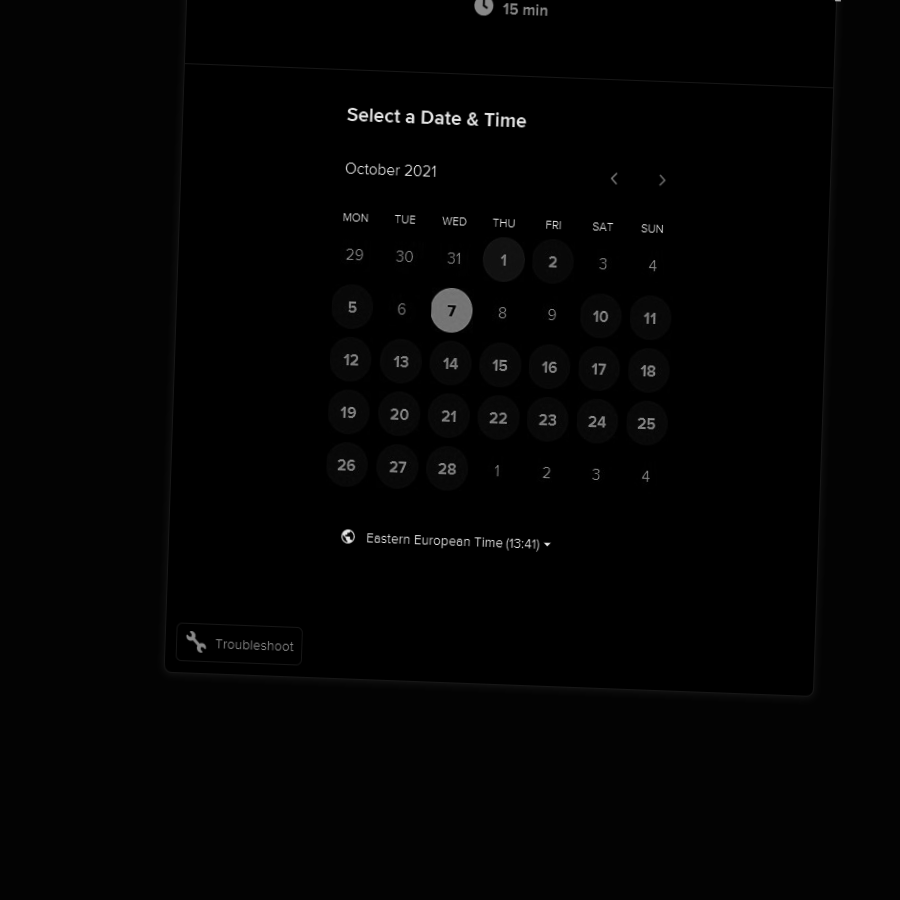 15 min
Select a Date & Time
October 2021
MON TUE WED THU FRI SAT SUN
29 30 31 1 2 3 4
5 6 7 8 9 10 11
12 13 14 15 16 17 18
19 20 21 22 23 24 25
26 27 28 1 2 3 4
Eastern European Time (13:41)
Troubleshoot